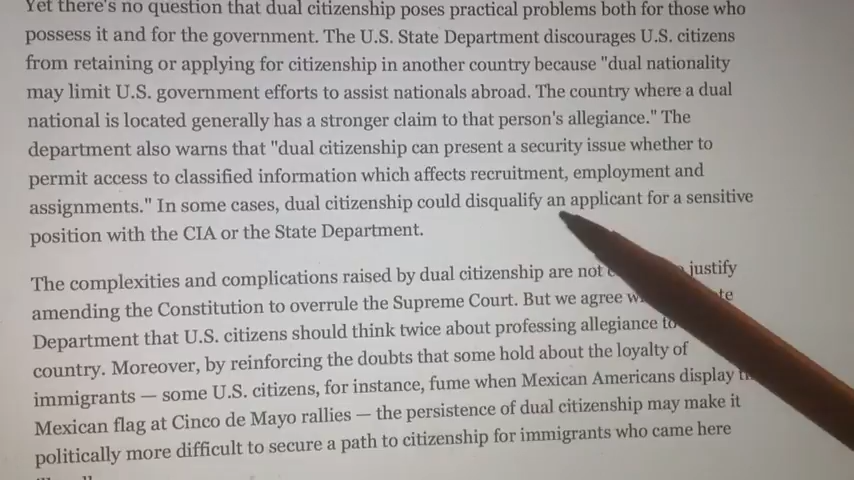 Yet there's no question that dual citizenship poses practical problems both for those who
possess it and for the government. The U.S. State Department discourages U.S. citizens
from retaining or applying for citizenship in another country because "dual nationality
may limit U.S. government efforts to assist nationals abroad. The country where a dual
national is located generally has a stronger claim to that person's allegiance." The
department also warns that "dual citizenship can present a security issue whether to
permit access to classified information which affects recruitment, employment and
assignments." In some cases, dual citizenship could disqualify an applicant for a sensitive
position with the CIA or the State Department.
The complexities and complications raised by dual citizenship are not justify
amending the Constitution to overrule the Supreme Court. But we agree
Department that U.S. citizens should think twice about professing allegiance to
country. Moreover, by reinforcing the doubts that some hold about the loyalty of
immigrants — some U.S. citizens, for instance, fume when Mexican Americans display
Mexican flag at Cinco de Mayo rallies — the persistence of dual citizenship may make it
politically more difficult to secure a path to citizenship for immigrants who came here